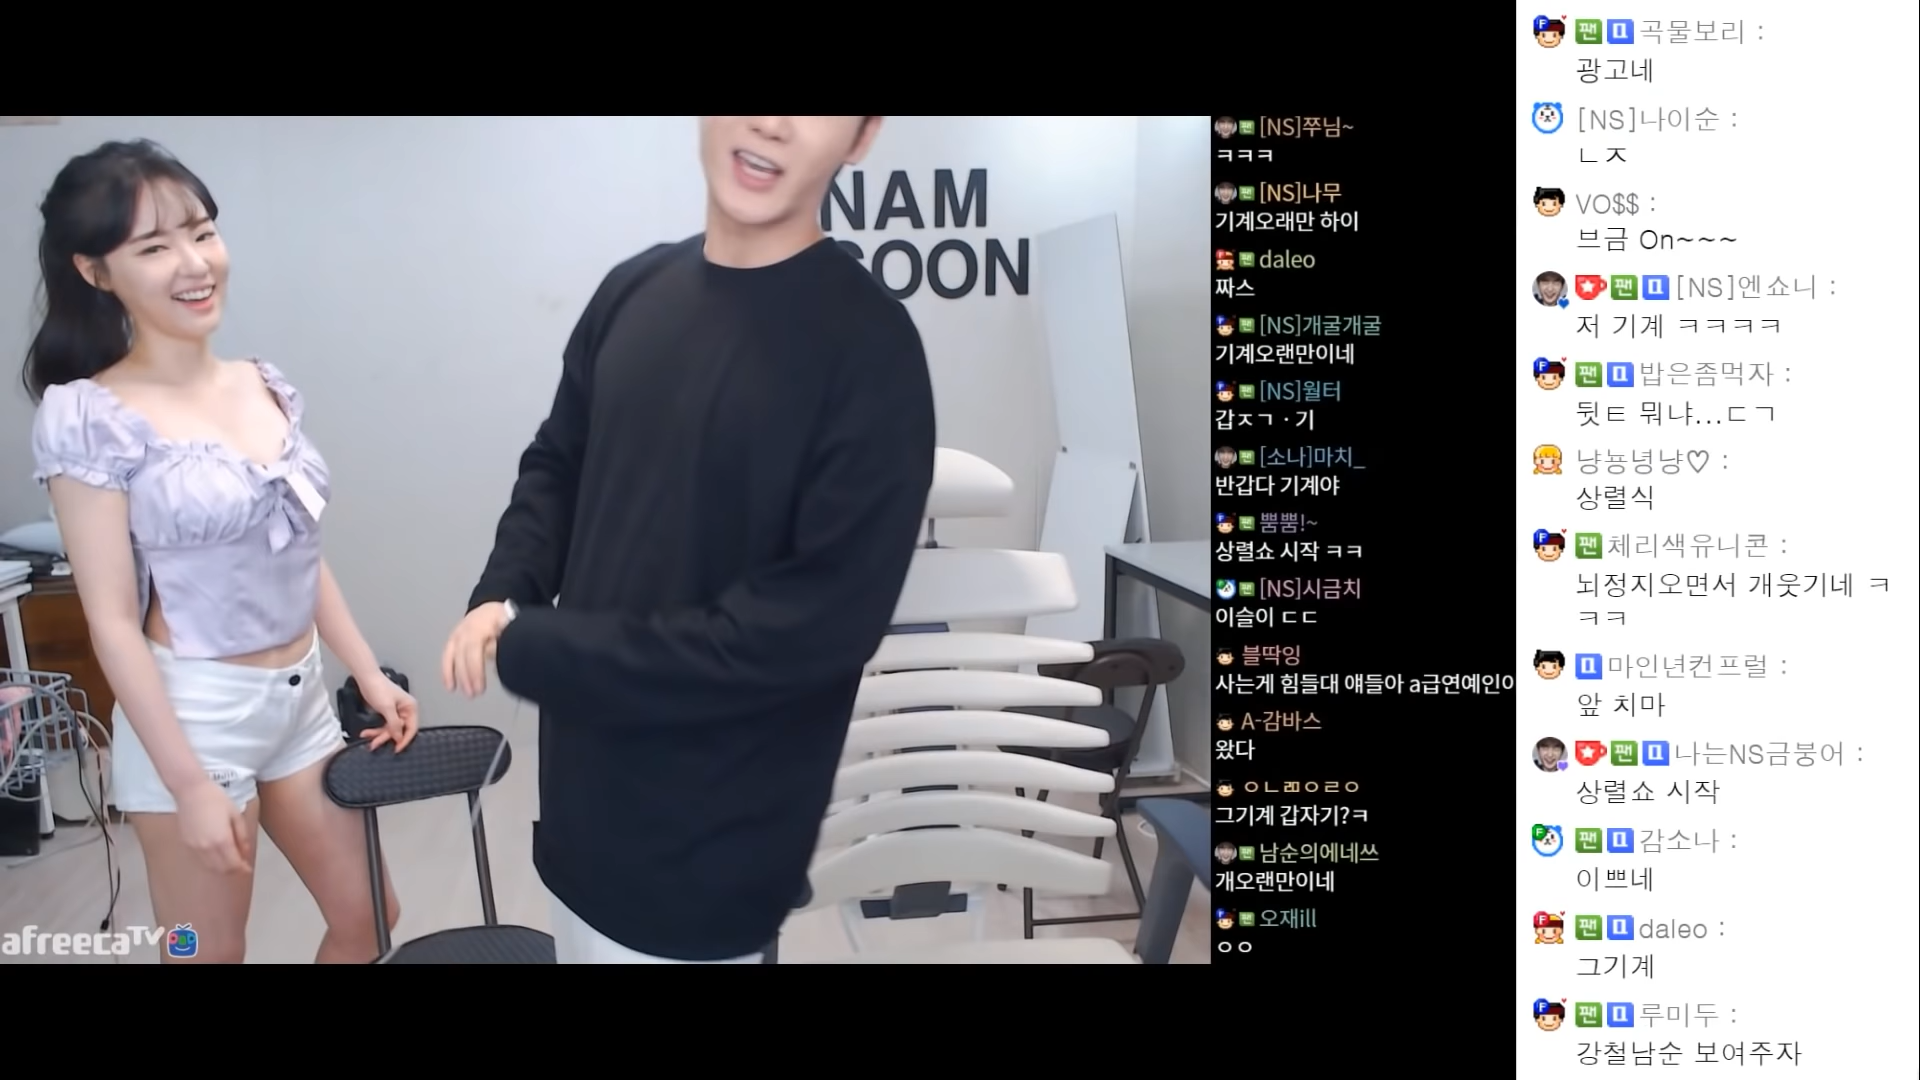 NAM
SOON
afreecaTV
[NS]쭈님~
ㅋㅋㅋ
[NS]나무
기계오래만 하이
daleo
짜스
[NS]개굴개굴
기계오랜만이네
[NS]월터
갑ㅈㄱ · 기
[소나]마치_
반갑다 기계야
뿜뿜!~
상렬쇼 시작 ㅋㅋ
[NS]시금치
이슬이 ㄷㄷ
블딱잉
사는게 힘들대 얘들아 a급연예인이
A-감바스
왔다
그기계 갑자기?ㅋ
남순의에네쓰
개오랜만이네
오재ill
ㅇㅇ
팬 곡물보리 :
광고네
[NS]나이순 :
ㄴㅈ
VO$$ :
브금 On~~~
팬 [NS]엔쇼니 :
저 기계 ㅋㅋㅋㅋ
팬 밥은좀먹자 :
뒷ㅌ 뭐냐...ㄷㄱ
냥뇽녕냥♡ :
상렬식
팬 체리색유니콘 :
뇌정지오면서 개웃기네 ㅋ
ㅋㅋ
마인년컨프럴 :
앞 치마
팬 나는NS금붕어 :
상렬쇼 시작
팬 감소나 :
이쁘네
팬 daleo :
그기계
팬 루미두 :
강철남순 보여주자